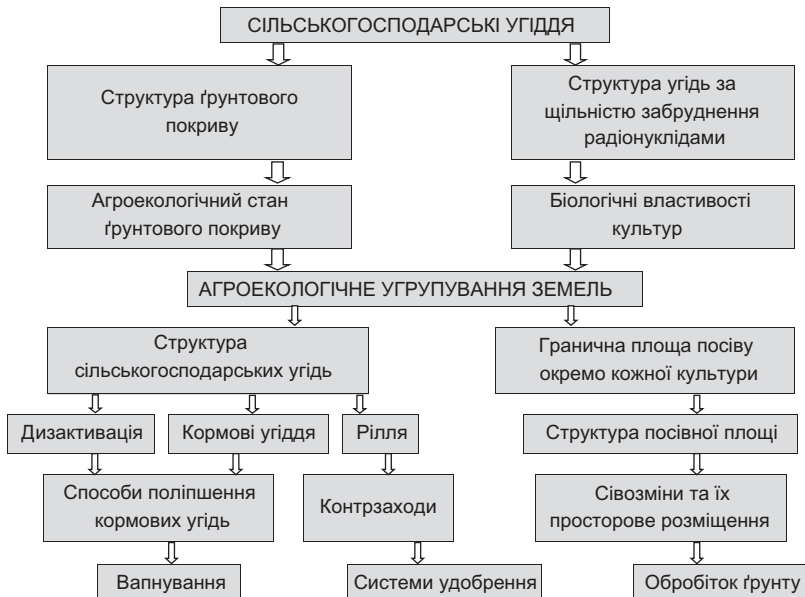 СІЛЬСЬКОГОСПОДАРСЬКІ УГІДДЯ
Структура ґрунтового
покриву
Структура угідь за
щільністю забруднення
радіонуклідами
Агроекологічний стан
ґрунтового покриву
Біологічні властивості
культур
АГРОЕКОЛОГІЧНЕ УГРУПУВАННЯ ЗЕМЕЛЬ
Структура
сільськогосподарських угідь
Гранична площа посіву
окремо кожної культури
Дизактивація
Кормові угіддя
Рілля
Структура посівної площі
Способи поліпшення
кормових угідь
Контрзаходи
Сівозміни та їх
просторове розміщення
Вапнування
Системи удобрення
Обробіток ґрунту